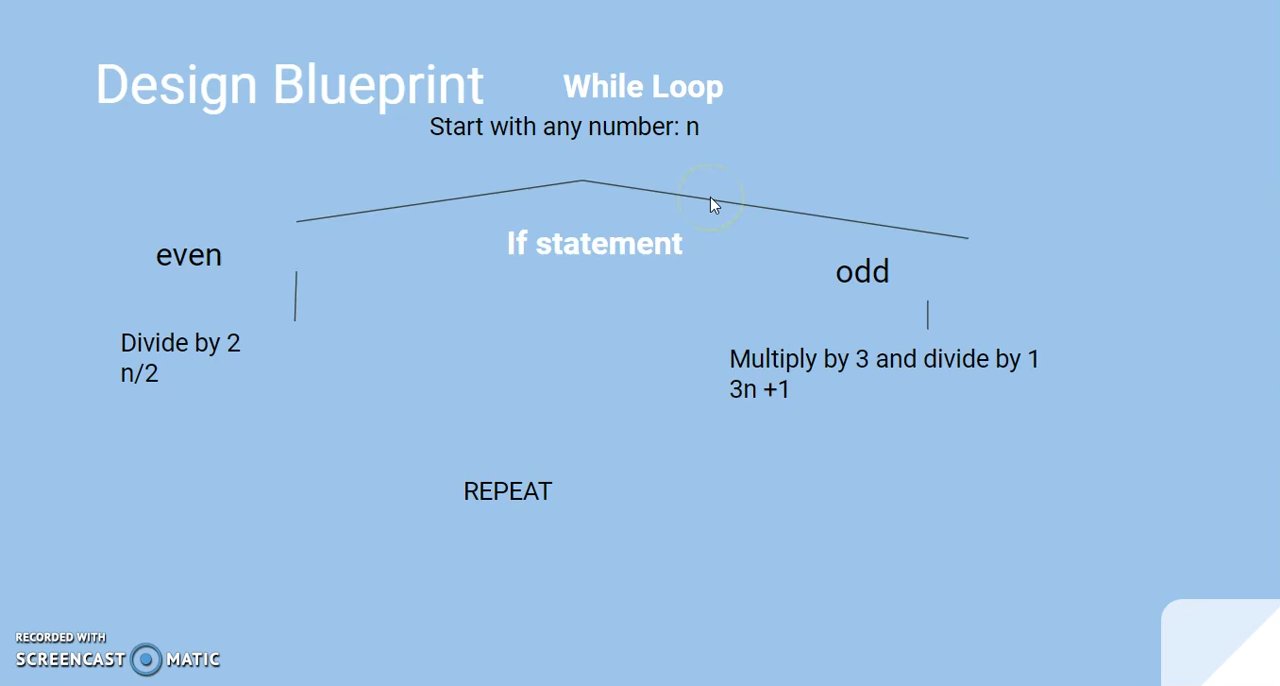 Design Blueprint
While Loop
Start with any number: n
If statement
even
odd
Divide by 2
n/2
Multiply by 3 and divide by 1
3n +1
REPEAT
RECORDED WITH
SCREENCAST MATIC